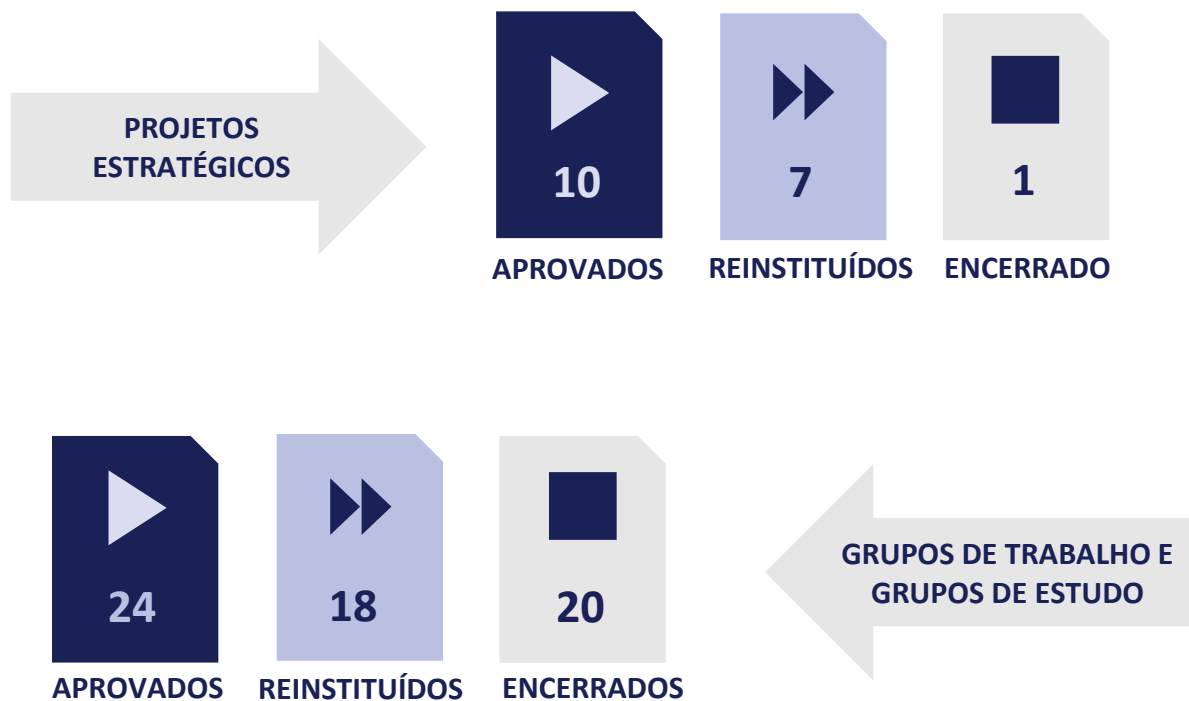 PROJETOS
ESTRATÉGICOS
10
7
1
APROVADOS
REINSTITUÍDOS
ENCERRADO
24
18
20
APROVADOS
REINSTITUÍDOS
ENCERRADOS
GRUPOS DE TRABALHO E
GRUPOS DE ESTUDO